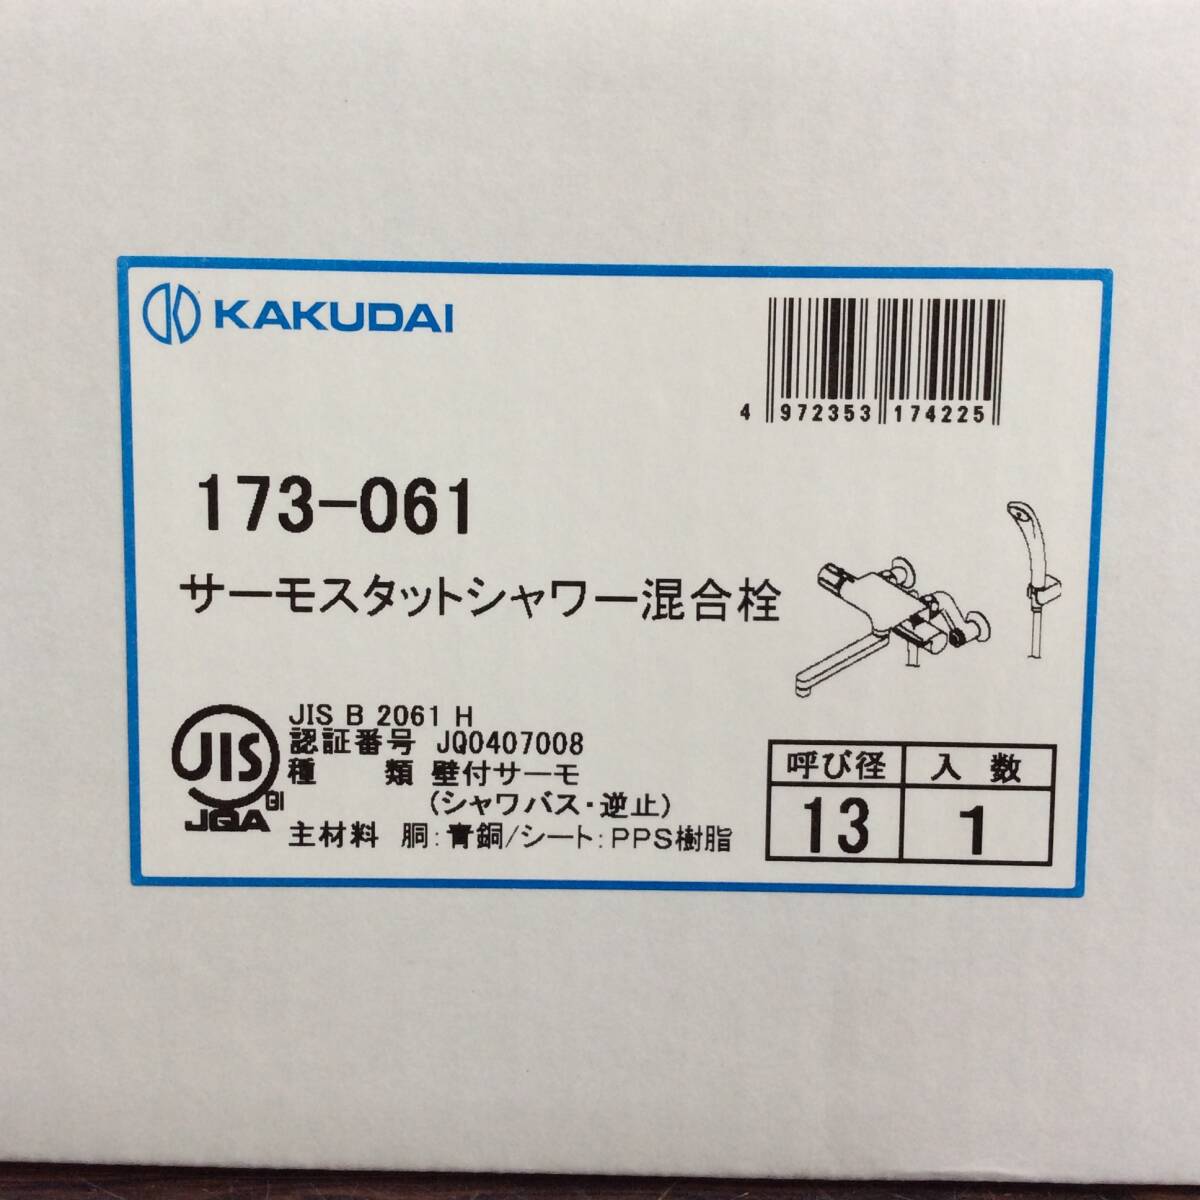 KAKUDAI
4 972353 174225
173-061
サーモスタットシャワー混合栓
JIS B 2061 H
認証番号 JQ0407008
種 類 壁付サーモ
(シャワバス・逆止)
主材料 胴:青銅/シート:PPS樹脂
JIS
GI
JQA
呼び径 入数
13 1